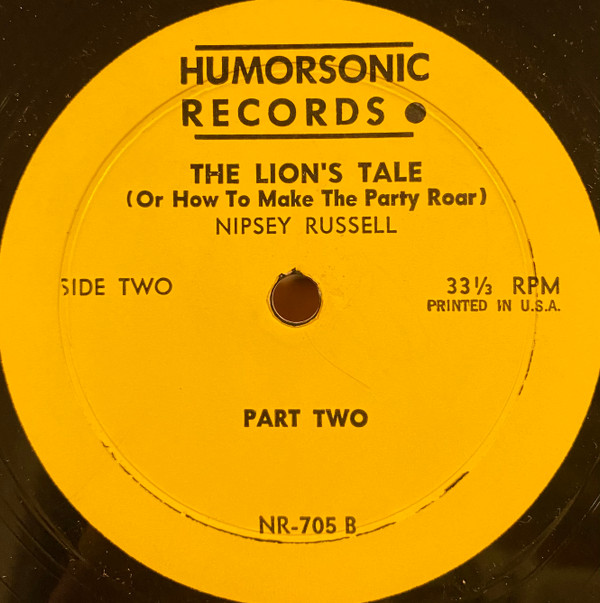 HUMORSONIC
RECORDS ●
THE LION'S TALE
(Or How To Make The Party Roar)
NIPSEY RUSSELL
SIDE TWO
33⅓ RPM
PRINTED IN U.S.A.
PART TWO
NR-705 B